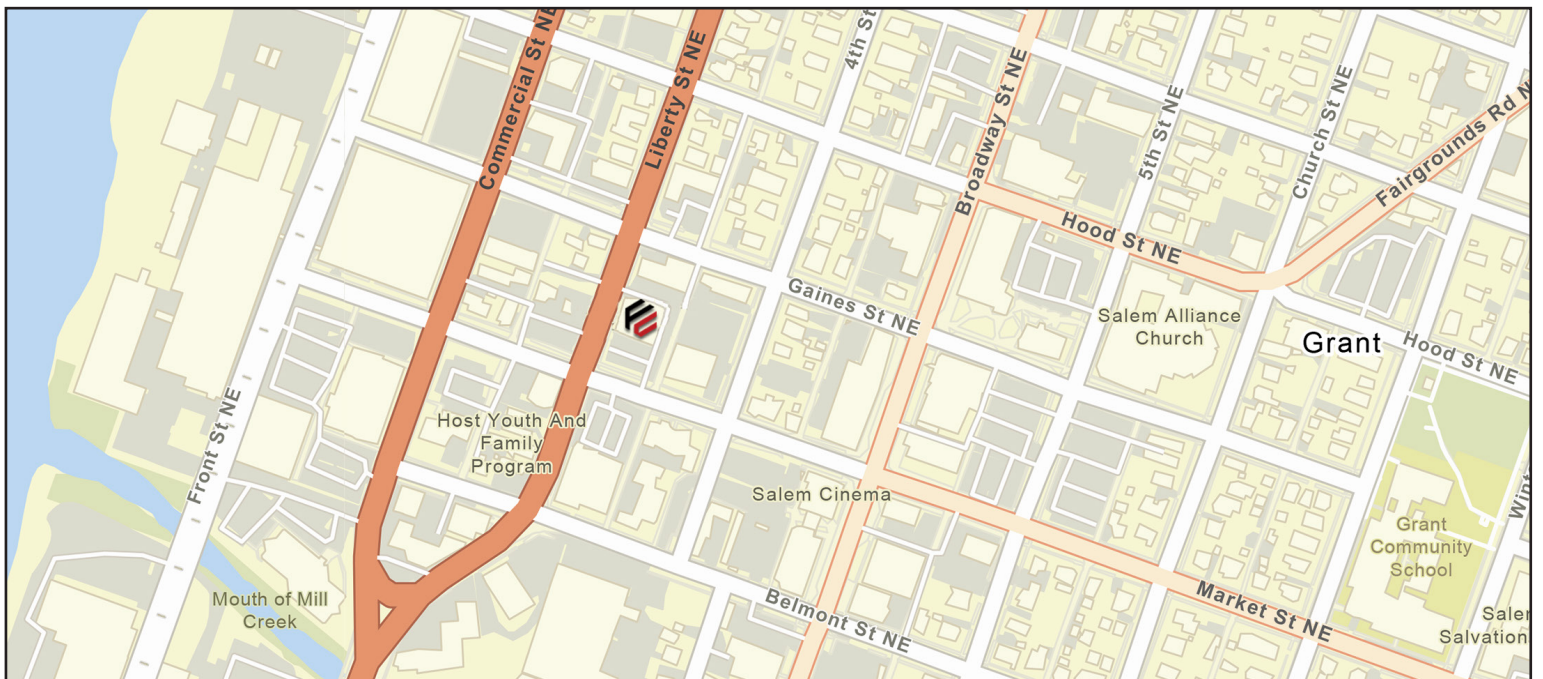 Commercial St NE
Liberty St NE
4th St
Broadway St NE
5th St NE
Church St NE
Fairgrounds Rd N
Hood St NE
Gaines St NE
Salem Alliance
Church
Grant
Hood St NE
Front St NE
Host Youth And
Family
Program
Salem Cinema
Grant
Community
School
Mouth of Mill
Creek
Belmont St NE
Market St NE
Salvation